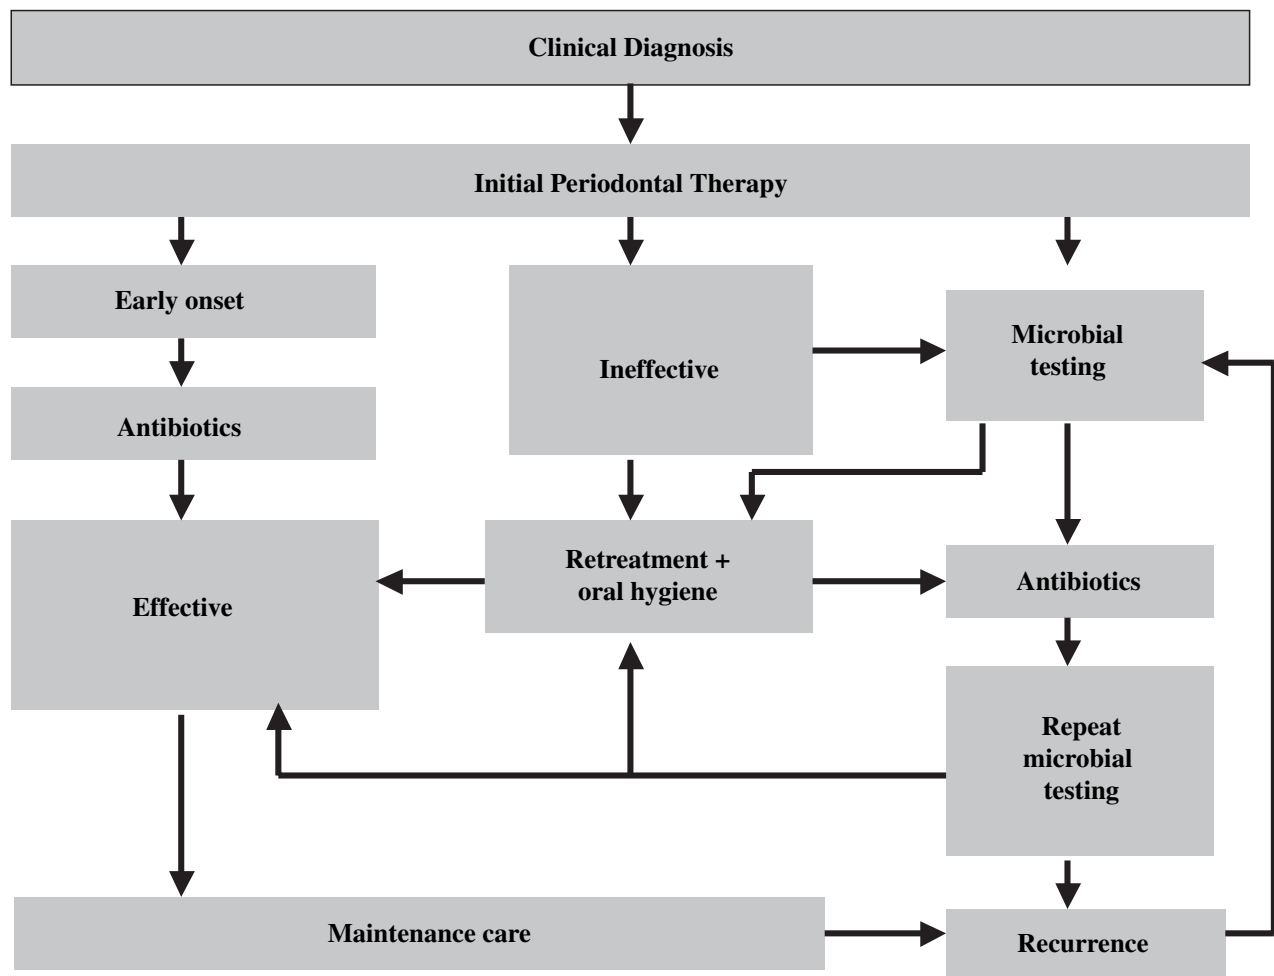 Clinical Diagnosis
Initial Periodontal Therapy
Early onset
Ineffective
Microbial
testing
Antibiotics
Effective
Retreatment +
oral hygiene
Antibiotics
Repeat
microbial
testing
Maintenance care
Recurrence